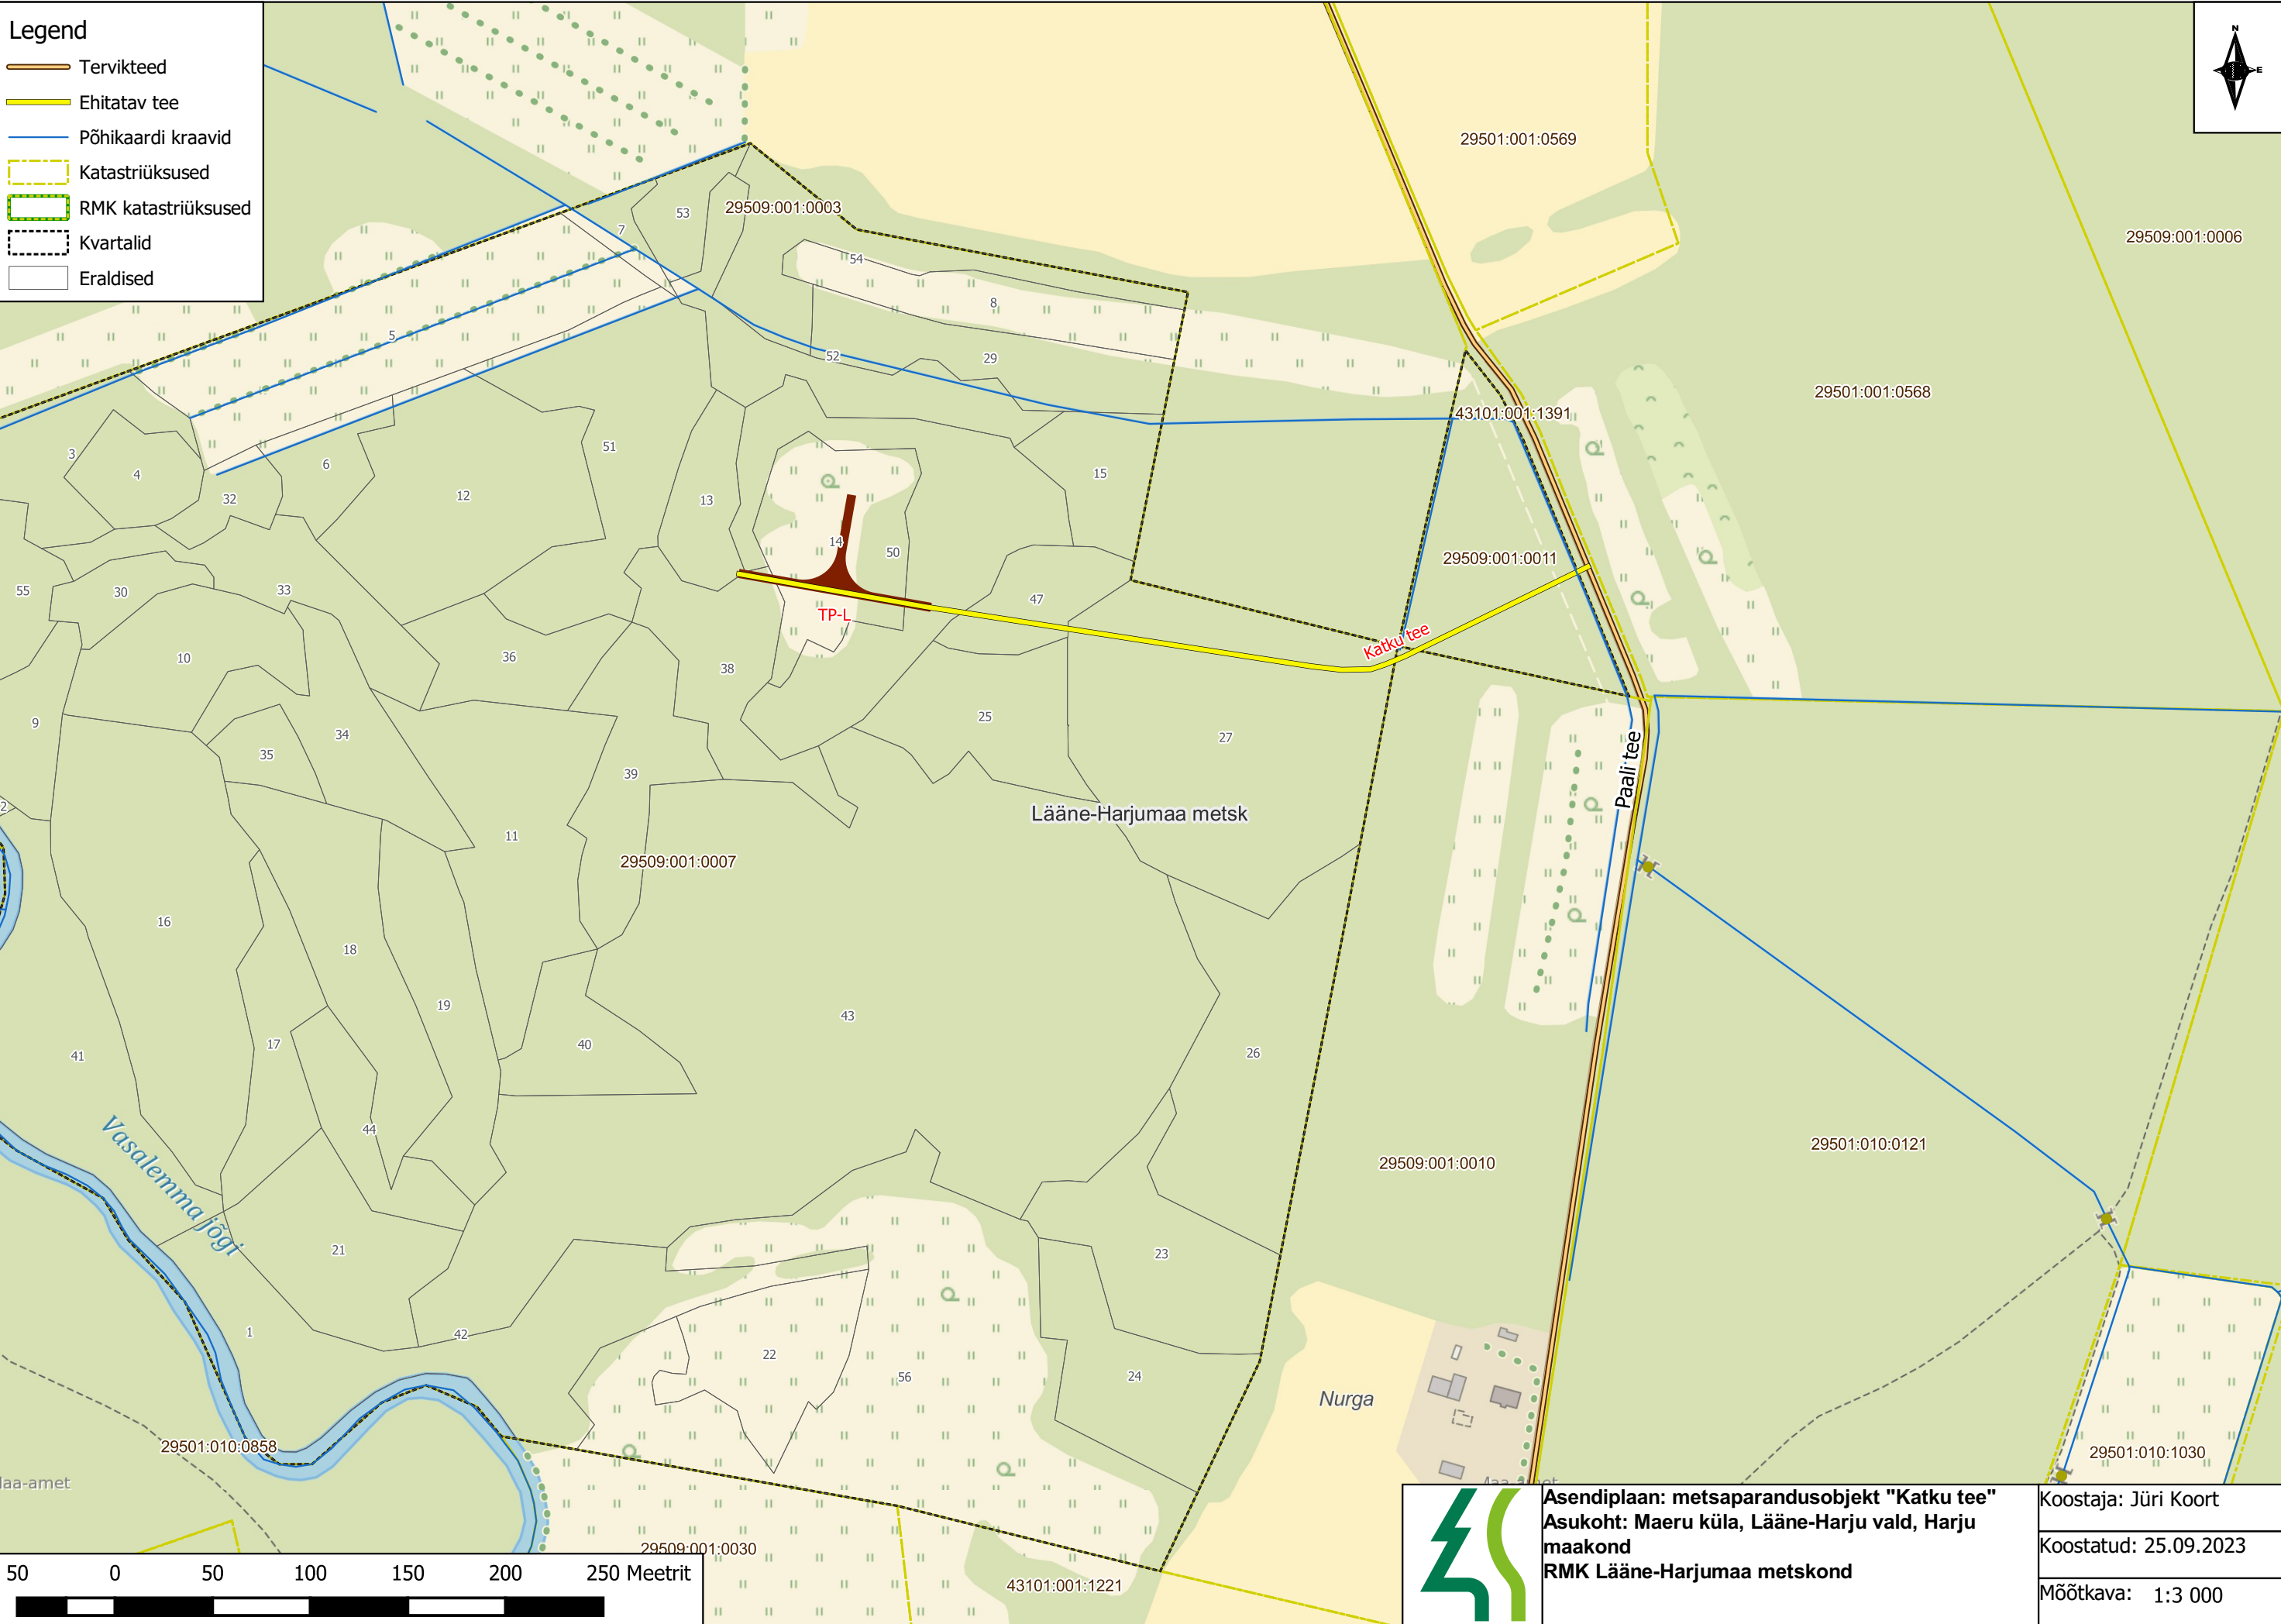 Legend
Tervikteed
Ehitatav tee
Põhikaardi kraavid
Katastriüksused
RMK katastriüksused
Kvartalid
Eraldised
N
E
29501:001:0569
53
29509:001:0003
7
29509:001:0006
54
8
5
52
29
29501:001:0568
43101:001:1391
3
4
6
51
32
12
13
15
14
50
29509:001:0011
55
30
33
47
TP-L
Katku tee
10
36
38
9
34
25
27
35
39
Paali tee
2
11
Lääne-Harjumaa metsk
29509:001:0007
16
18
19
43
17
41
40
26
44
Vasalemma jõgi
29501:010:0121
29509:001:0010
21
23
1
42
22
56
24
Nurga
29501:010:0858
29501:010:1030
29509:001:0030
43101:001:1221
50 0 50 100 150 200 250 Meetrit
Asendiplaan: metsaparandusobjekt "Katku tee"
Asukoht: Maeru küla, Lääne-Harju vald, Harju
maakond
RMK Lääne-Harjumaa metskond
Koostaja: Jüri Koort
Koostatud: 25.09.2023
Mõõtkava: 1:3 000